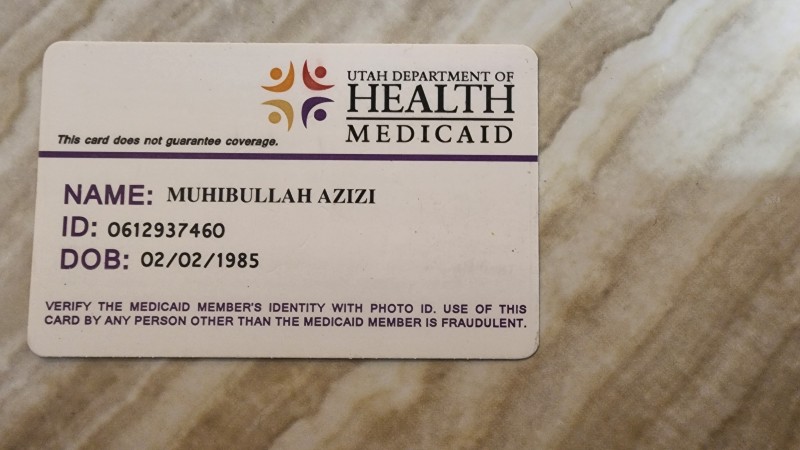 UTAH DEPARTMENT OF
HEALTH
MEDICAID
This card does not guarantee coverage.
NAME: MUHIBULLAH AZIZI
ID: 0612937460
DOB: 02/02/1985
VERIFY THE MEDICAID MEMBER'S IDENTITY WITH PHOTO ID. USE OF THIS
CARD BY ANY PERSON OTHER THAN THE MEDICAID MEMBER IS FRAUDULENT.